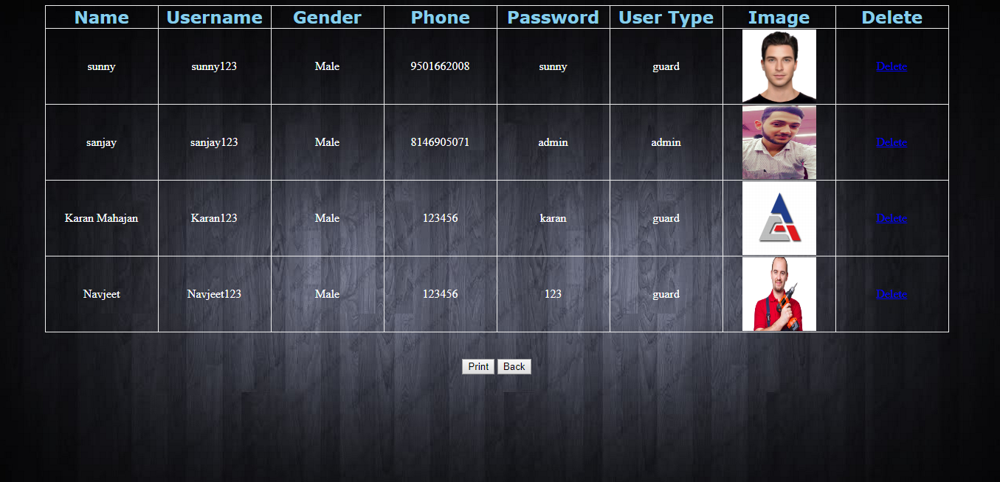 Name Username Gender Phone Password User Type Image Delete
sunny sunny123 Male 9501662008 sunny guard Delete
sanjay sanjay123 Male 8146905071 admin admin Delete
Karan Mahajan Karan123 Male 123456 karan guard Delete
Navjeet Navjeet123 Male 123456 123 guard Delete
Print Back